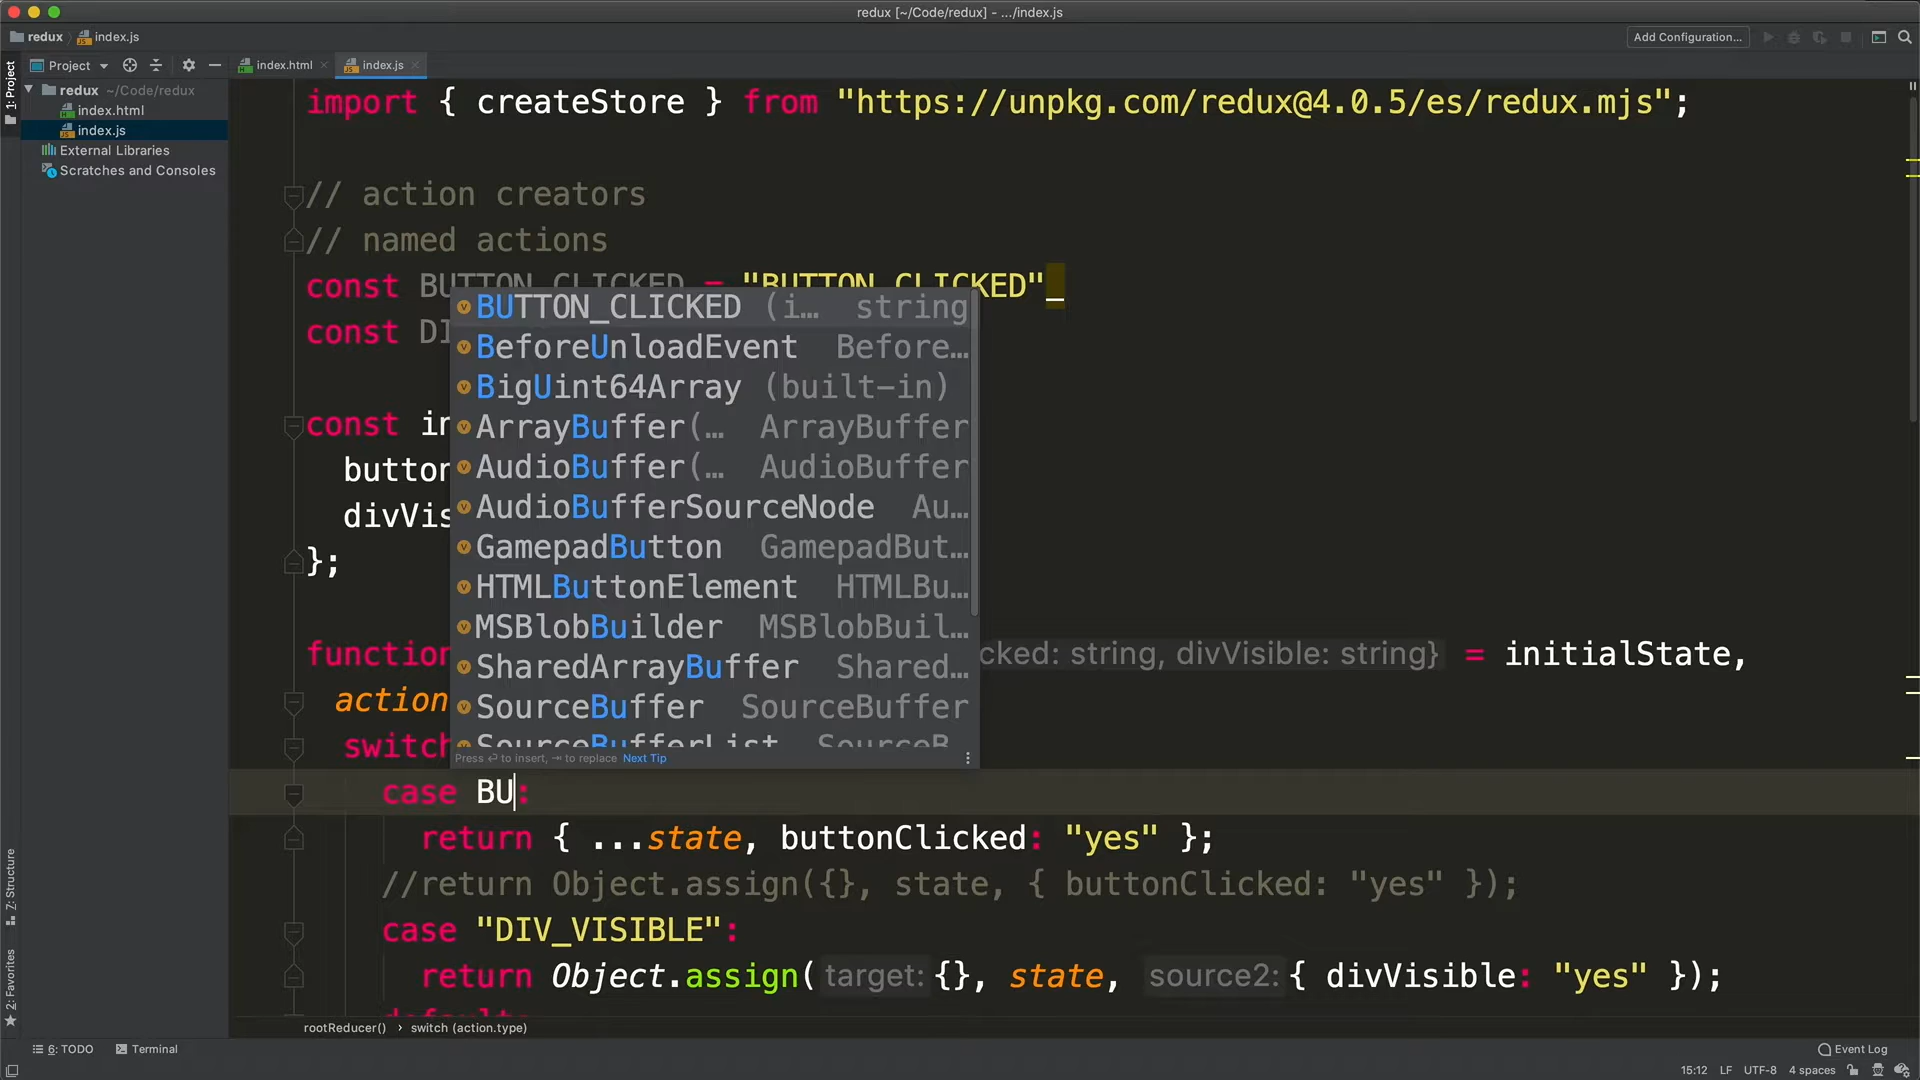 redux [~/Code/redux] - .../index.js
redux
index.js
Add Configuration...
1: Project
Project
index.html
index.js
redux ~/Code/redux
index.html
index.js
External Libraries
Scratches and Consoles
Z: Structure
2: Favorites
import { createStore } from "https://unpkg.com/redux@4.0.5/es/redux.mjs";
// action creators
// named actions
const BUTTON_CLICKED = "BUTTON_CLICKED"
const DI
const in
button
divVis
};
function cked: string, divVisible: string} = initialState,
action
switch
BUTTON_CLICKED (i… string
BeforeUnloadEvent Before…
BigUint64Array (built-in)
ArrayBuffer(… ArrayBuffer
AudioBuffer(… AudioBuffer
AudioBufferSourceNode Au…
GamepadButton GamepadBut…
HTMLButtonElement HTMLBu…
MSBlobBuilder MSBlobBuil…
SharedArrayBuffer Shared…
SourceBuffer SourceBuffer
SourceBufferList SourceB
Press ⏎ to insert, ⇥ to replace Next Tip
case BU:
return { ...state, buttonClicked: "yes" };
//return Object.assign({}, state, { buttonClicked: "yes" });
case "DIV_VISIBLE":
return Object.assign( target: {}, state, source2: { divVisible: "yes" });
default:
rootReducer() › switch (action.type)
6: TODO
Terminal
Event Log
15:12 LF UTF-8 4 spaces